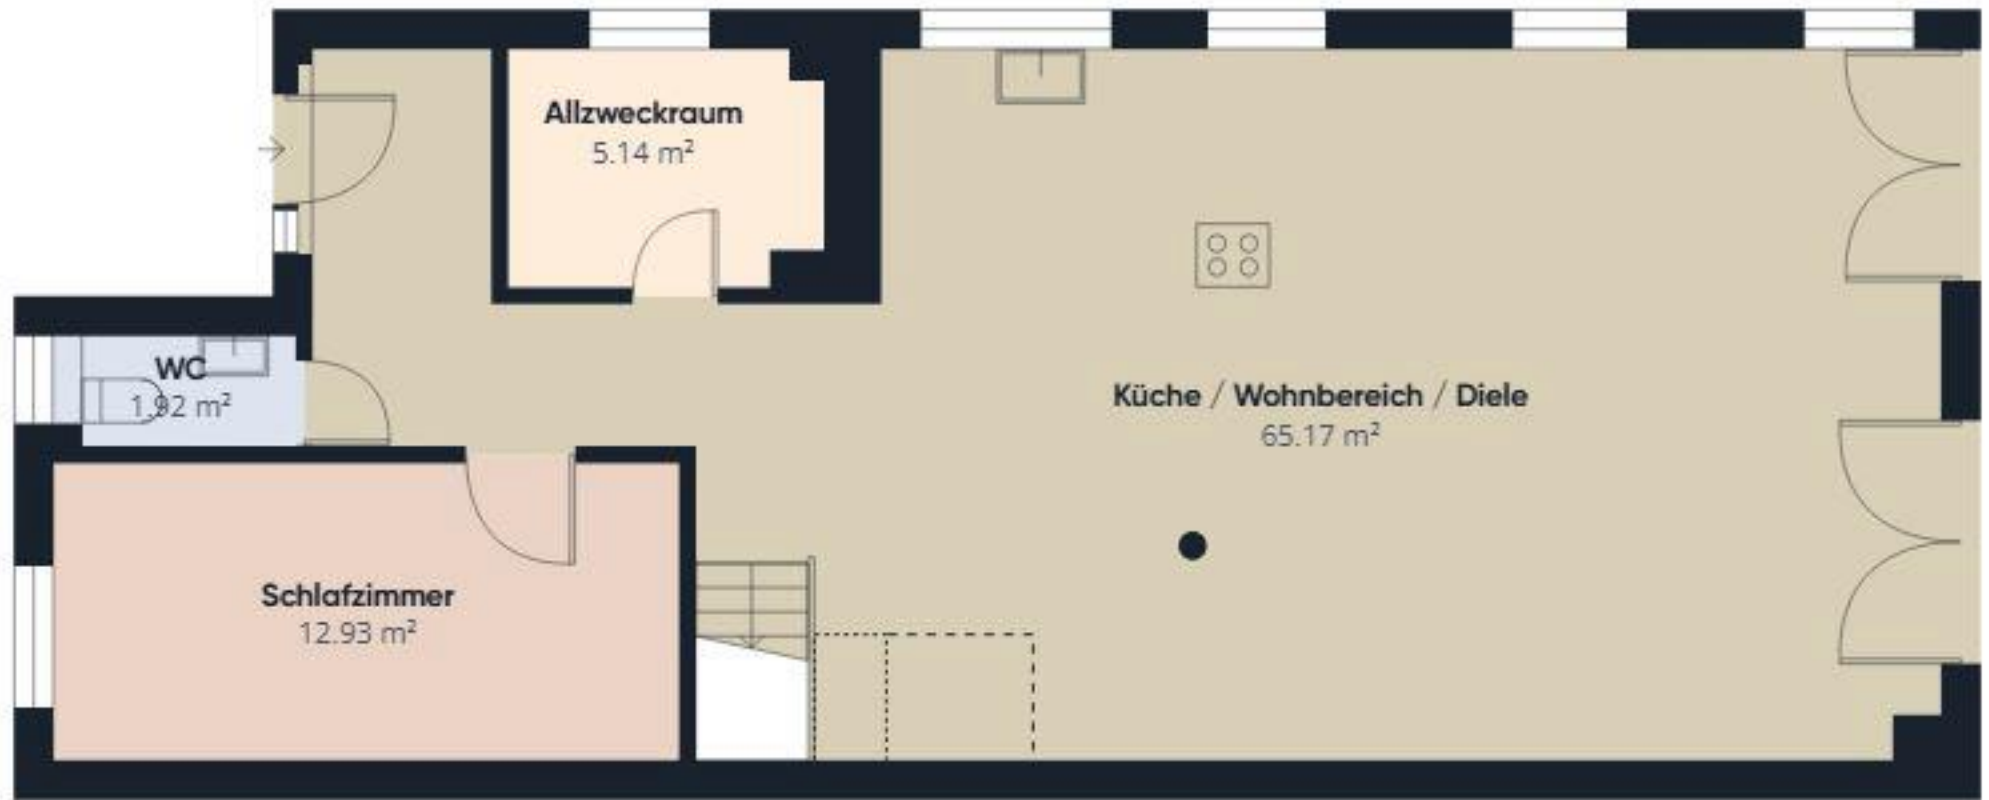 Allzweckraum
5.14 m²
WC
1.92 m²
Küche / Wohnbereich / Diele
65.17 m²
Schlafzimmer
12.93 m²